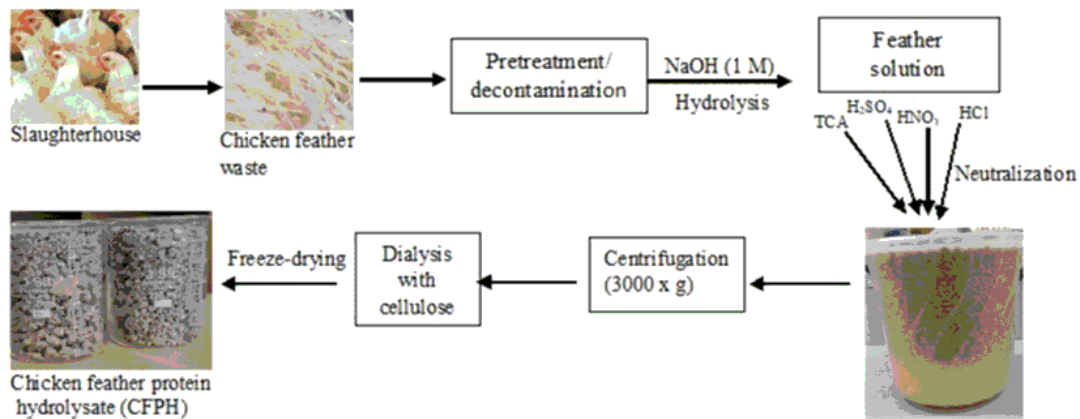 Slaughterhouse
Chicken feather
waste
Pretreatment/
decontamination
NaOH (1 M)
Hydrolysis
Feather
solution
TCA
H₂SO₄
HNO₃
HCl
Neutralization
Centrifugation
(3000 x g)
Dialysis
with
cellulose
Freeze-drying
Chicken feather protein
hydrolysate (CFPH)